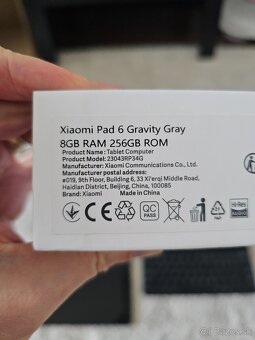 Xiaomi Pad 6 Gravity Gray
8GB RAM 256GB ROM
Product Name: Tablet Computer
Product Model: 23043RP34G
Manufacturer: Xiaomi Communications Co., Ltd.
Manufacturer postal address:
#019, 9th Floor, Building 6, 33 Xi'erqi Middle Road,
Haidian District, Beijing, China, 100085
Brand: Xiaomi Made in China
CE QC PASS Hi-Res
PAP